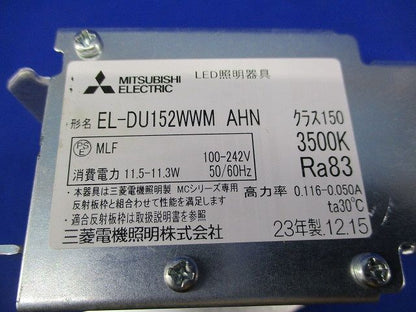 MITSUBISHI
ELECTRIC
LED照明器具
形名 EL-DU152WWM AHN
クラス150
3500K
Ra83
PS
E
MLF
100-242V
消費電力 11.5-11.3W 50/60Hz
・本器具は三菱電機照明製 MCシリーズ専用
反射板枠と組合わせて性能を満足します
・適合反射板枠は取扱説明書を参照
高力率 0.116-0.050A
ta30℃
三菱電機照明株式会社
23年製.12.15